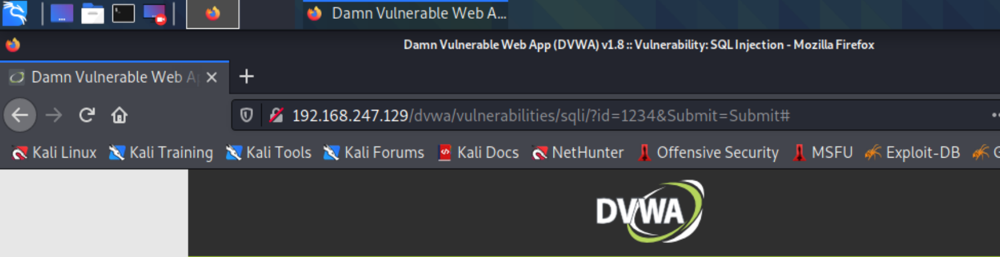 Damn Vulnerable Web A...
Damn Vulnerable Web App (DVWA) v1.8 :: Vulnerability: SQL Injection - Mozilla Firefox
Damn Vulnerable Web A
192.168.247.129/dvwa/vulnerabilities/sqli/?id=1234&Submit=Submit#
Kali Linux Kali Training Kali Tools Kali Forums Kali Docs NetHunter Offensive Security MSFU Exploit-DB
DVWA